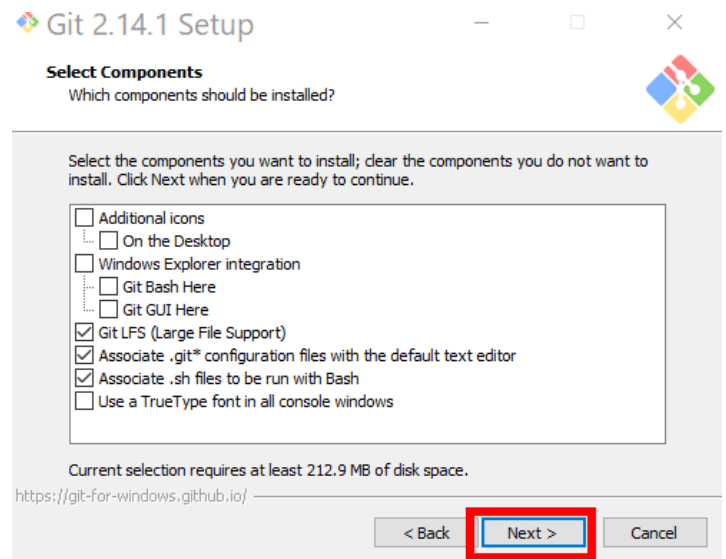 Git 2.14.1 Setup
Select Components
Which components should be installed?
Select the components you want to install; clear the components you do not want to
install. Click Next when you are ready to continue.
Additional icons
On the Desktop
Windows Explorer integration
Git Bash Here
Git GUI Here
Git LFS (Large File Support)
Associate .git* configuration files with the default text editor
Associate .sh files to be run with Bash
Use a TrueType font in all console windows
Current selection requires at least 212.9 MB of disk space.
https://git-for-windows.github.io/
< Back Next > Cancel